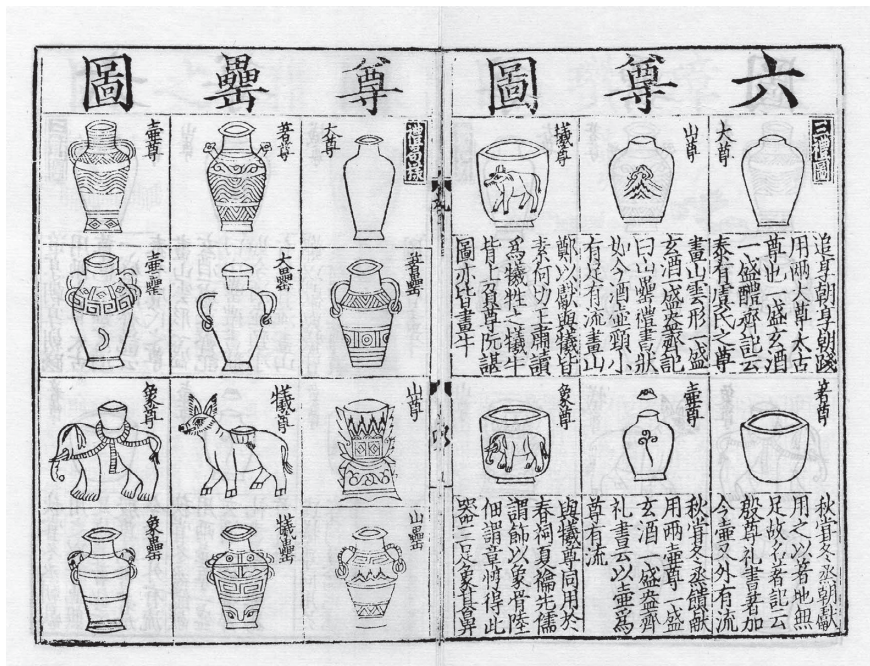 六尊圖
三禮圖
大尊
追享朝享朝踐
用兩大尊太古
尊也一盛玄酒
一盛醴齊記云
泰有虞氏之尊
山尊
畫山雲形一盛
玄酒一盛盎齊記
曰山罍禮書狀
如今酒壺頸小
有足有流畫山
犧尊
鄭以獻與犧皆
素何切王肅讀
爲犧牲之犧牛
皆上負尊阮諶
圖亦皆畫牛
著尊
秋嘗冬烝朝獻
用之以著地無
足故名著記云
殷尊礼書著加
今壺又外有流
壺尊
秋嘗冬烝饋獻
用兩壺尊一盛
玄酒一盛盎齊
礼書云以壺爲
尊有流
象尊
與犧尊同用於
春祠夏禴先儒
謂飾以象骨陸
佃謂章惇得此
器三足象其鼻
尊罍圖
禮局樣
太尊
著尊
壺尊
著罍
大罍
壺罍
山尊
犧尊
象尊
山罍
犧罍
象罍